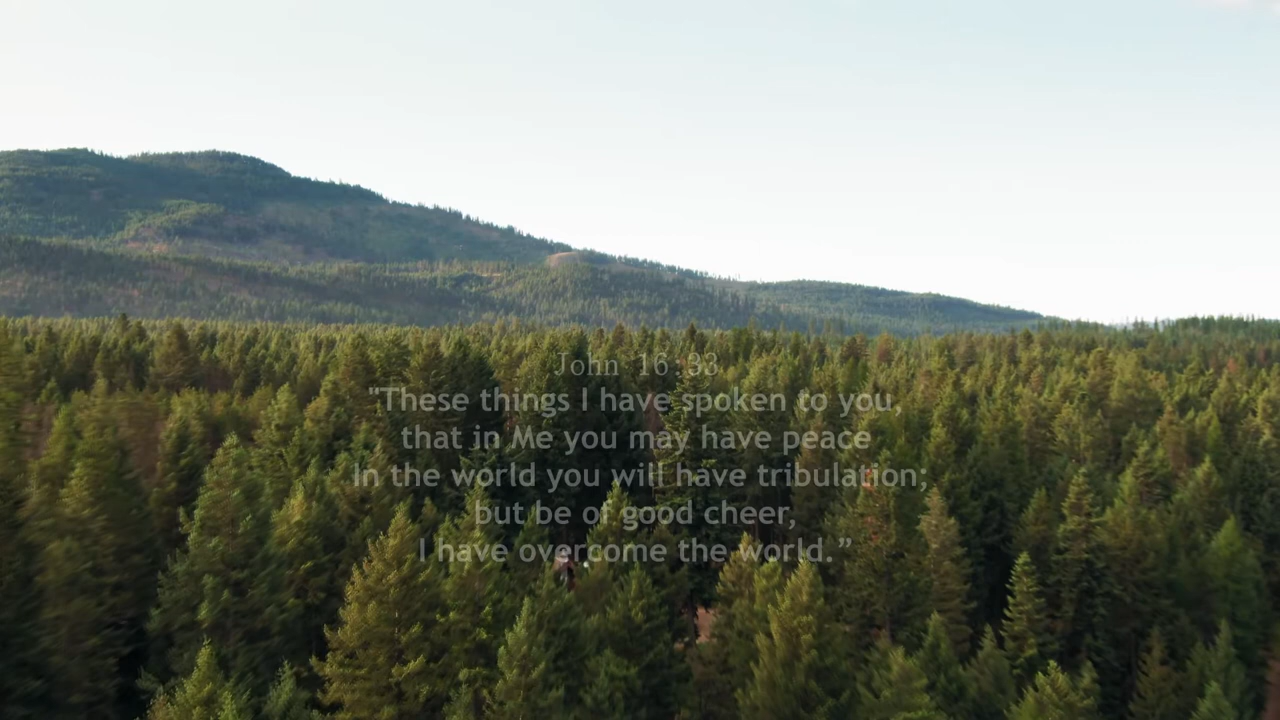 John 16:33
“These things I have spoken to you,
that in Me you may have peace
In the world you will have tribulation;
but be of good cheer,
I have overcome the world.”